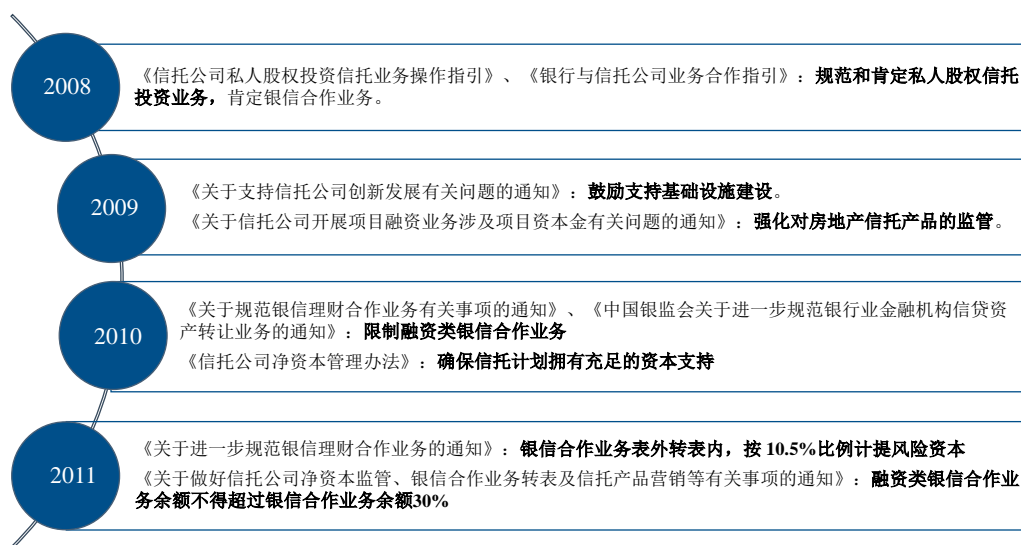 2008
《信托公司私人股权投资信托业务操作指引》、《银行与信托公司业务合作指引》：规范和肯定私人股权信托
投资业务，肯定银信合作业务。
2009
《关于支持信托公司创新发展有关问题的通知》：鼓励支持基础设施建设。
《关于信托公司开展项目融资业务涉及项目资本金有关问题的通知》：强化对房地产信托产品的监管。
2010
《关于规范银信理财合作业务有关事项的通知》、《中国银监会关于进一步规范银行业金融机构信贷资
产转让业务的通知》：限制融资类银信合作业务
《信托公司净资本管理办法》：确保信托计划拥有充足的资本支持
2011
《关于进一步规范银信理财合作业务的通知》：银信合作业务表外转表内，按 10.5%比例计提风险资本
《关于做好信托公司净资本监管、银信合作业务转表及信托产品营销等有关事项的通知》：融资类银信合作业
务余额不得超过银信合作业务余额30%